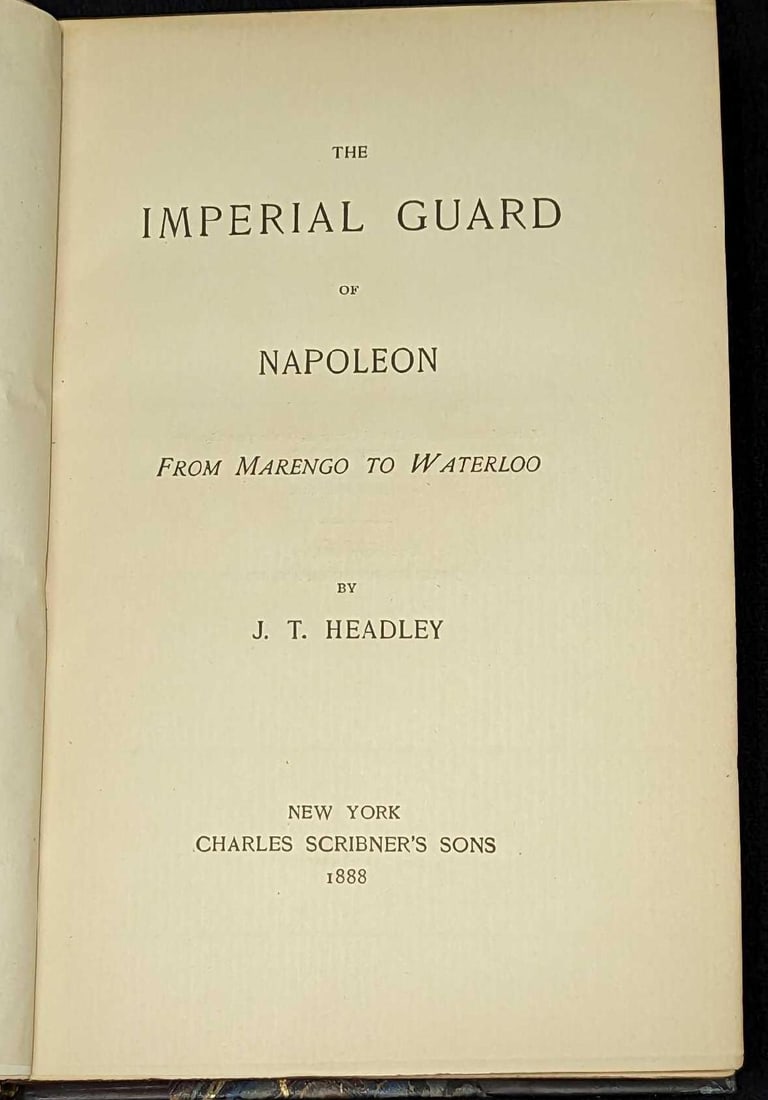 THE
IMPERIAL GUARD
OF
NAPOLEON
FROM MARENGO TO WATERLOO
BY
J. T. HEADLEY
NEW YORK
CHARLES SCRIBNER'S SONS
1888